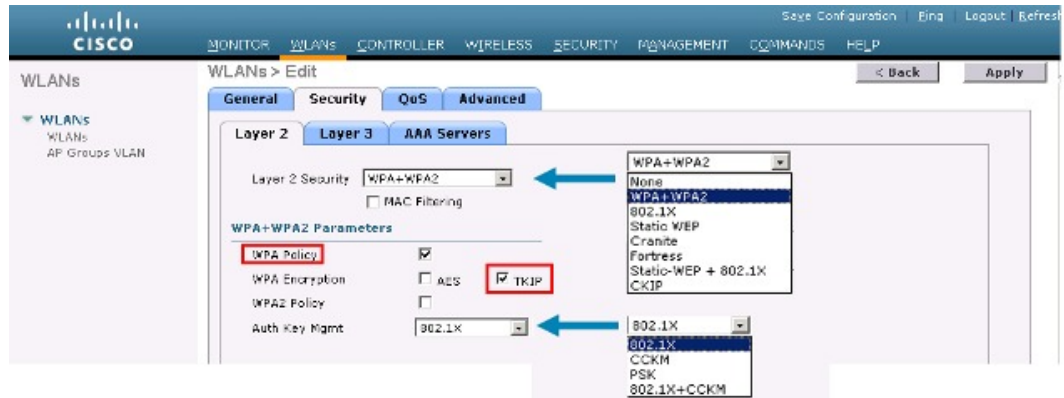 Save Configuration | Ping | Logout | Refresh
CISCO
MONITOR WLANs CONTROLLER WIRELESS SECURITY MANAGEMENT COMMANDS HELP
WLANs
WLANs > Edit
< Back
Apply
General Security QoS Advanced
WLANs
WLANs
AP Groups VLAN
Layer 2 Layer 3 AAA Servers
Layer 2 Security WPA+WPA2
MAC Filtering
WPA+WPA2
None
WPA+WPA2
802.1X
Static WEP
Cranite
Fortress
Static-WEP + 802.1X
CKIP
WPA+WPA2 Parameters
WPA Policy
WPA Encryption AES TKIP
WPA2 Policy
Auth Key Mgmt 802.1X
802.1X
802.1X
CCKM
PSK
802.1X+CCKM